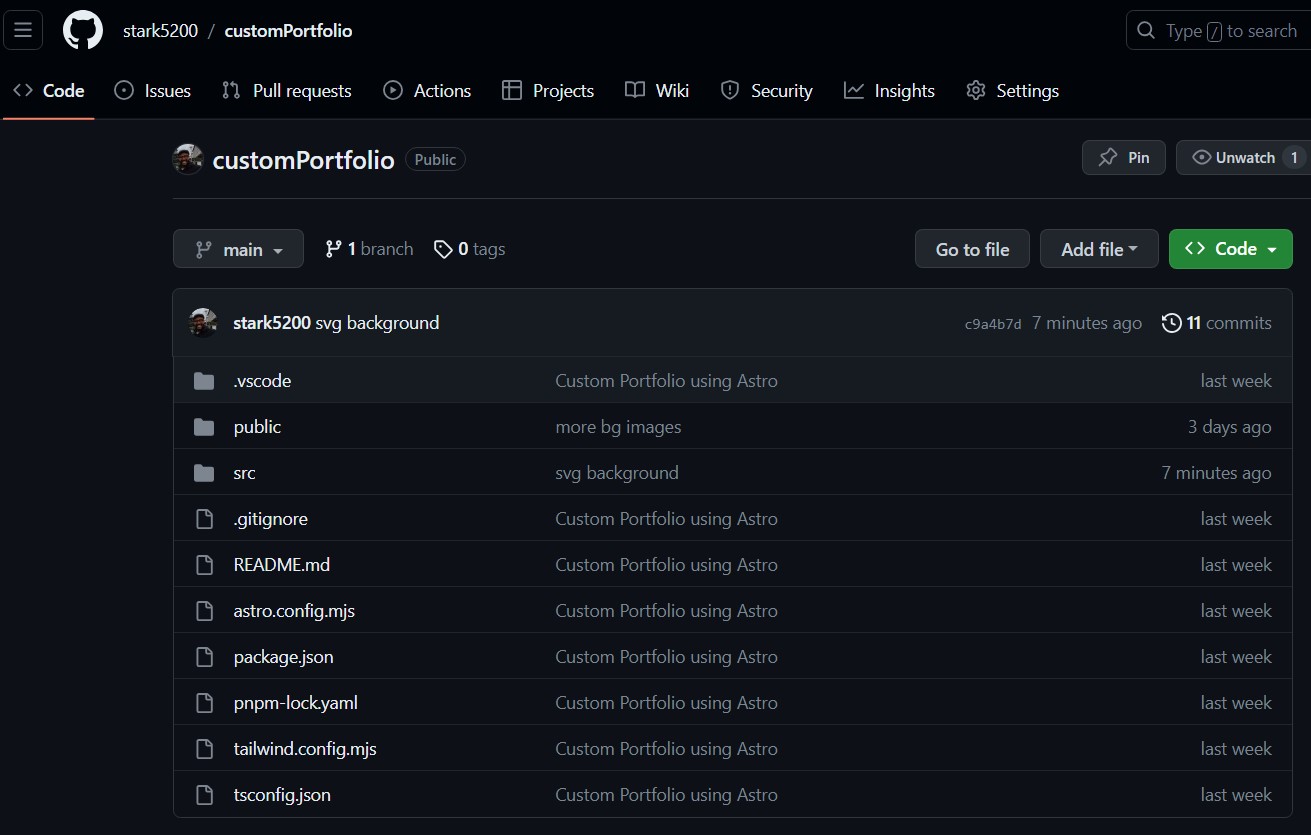 stark5200 / customPortfolio
Type / to search
Code Issues Pull requests Actions Projects Wiki Security Insights Settings
customPortfolio Public Pin Unwatch 1
main 1 branch 0 tags Go to file Add file Code
stark5200 svg background c9a4b7d 7 minutes ago 11 commits
.vscode Custom Portfolio using Astro last week
public more bg images 3 days ago
src svg background 7 minutes ago
.gitignore Custom Portfolio using Astro last week
README.md Custom Portfolio using Astro last week
astro.config.mjs Custom Portfolio using Astro last week
package.json Custom Portfolio using Astro last week
pnpm-lock.yaml Custom Portfolio using Astro last week
tailwind.config.mjs Custom Portfolio using Astro last week
tsconfig.json Custom Portfolio using Astro last week